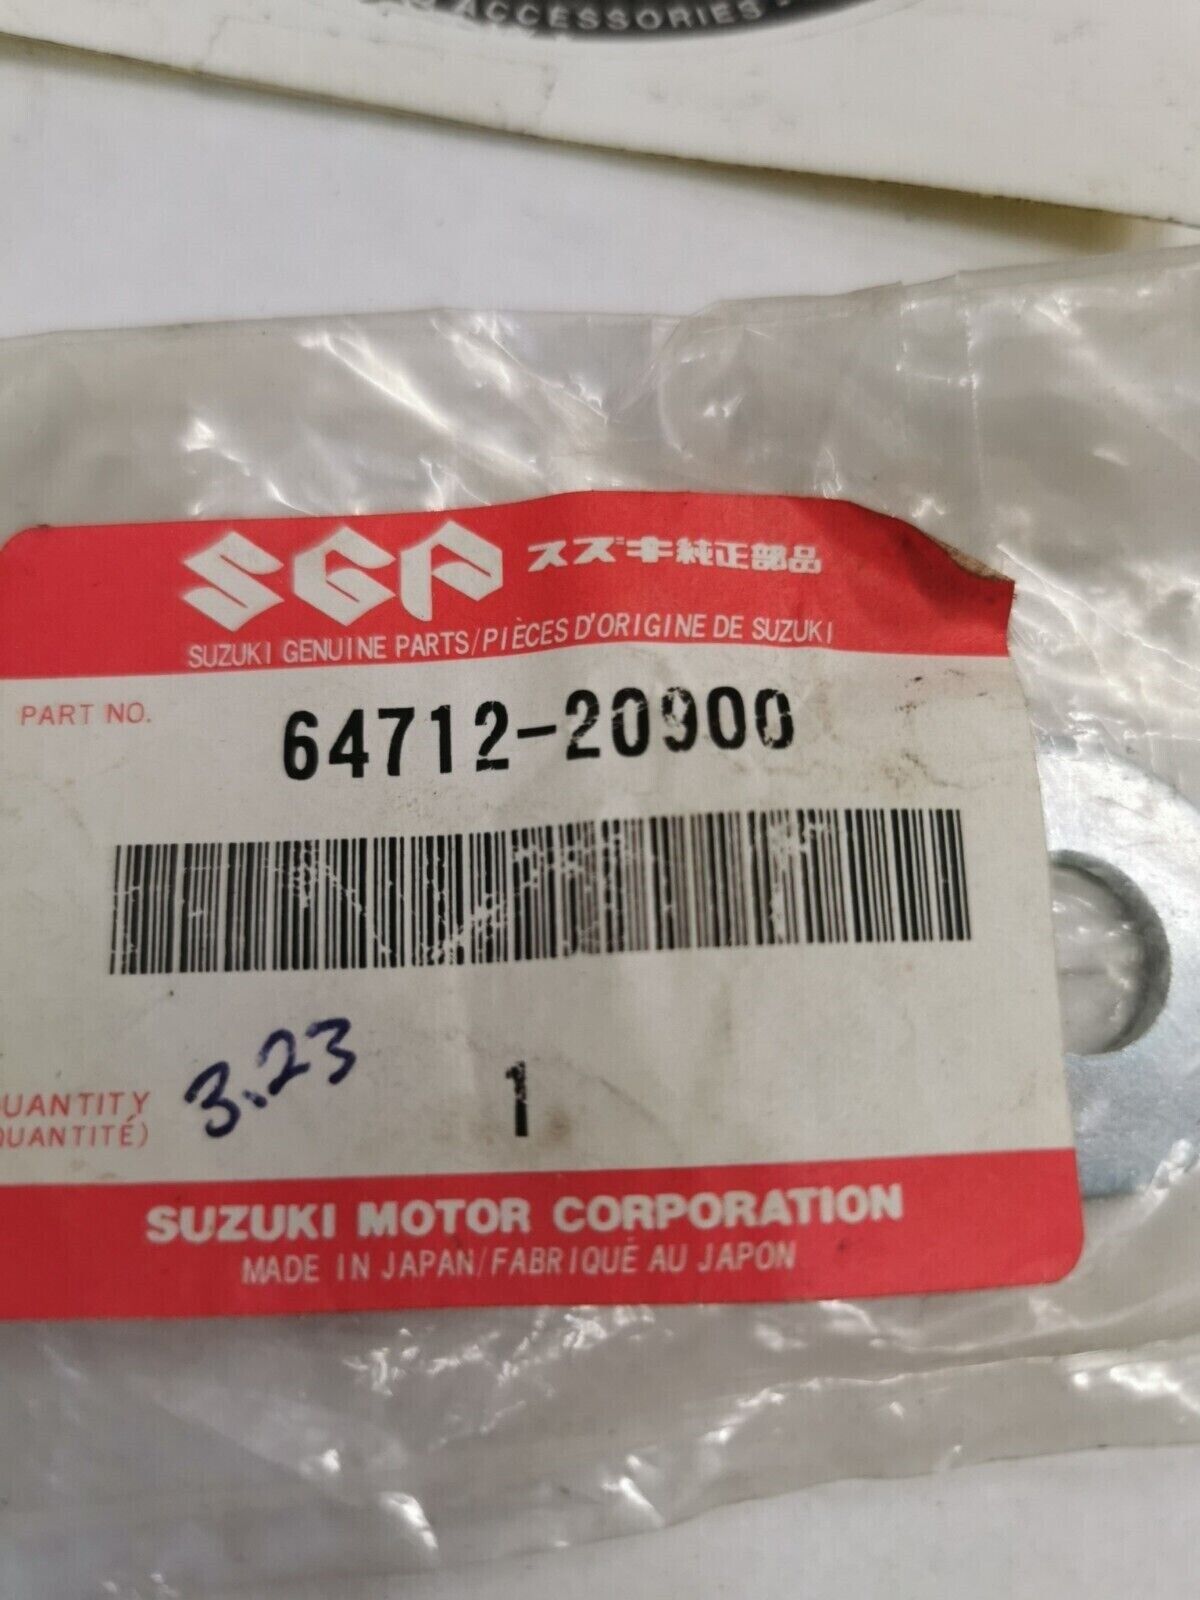 ACCESSORIES
SGP スズキ純正部品
SUZUKI GENUINE PARTS/PIÈCES D'ORIGINE DE SUZUKI
PART NO. 64712-20900
3.23
QUANTITY 1
QUANTITÉ)
SUZUKI MOTOR CORPORATION
MADE IN JAPAN/FABRIQUÉ AU JAPON